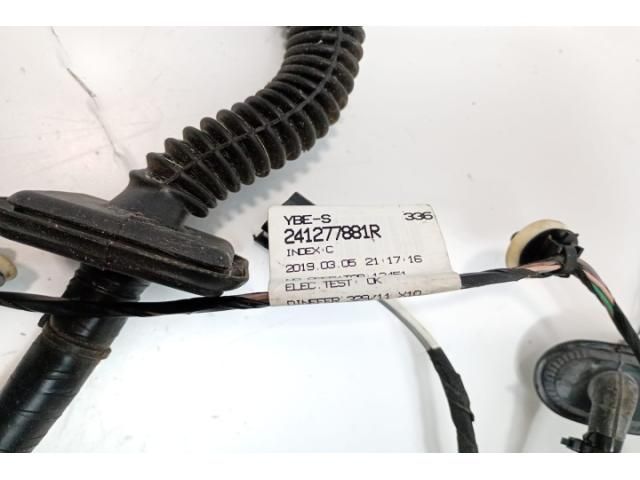 YBE-S 336
241277881R
INDEX:C
2019.03.05 21:17:16
ELEC.TEST: OK